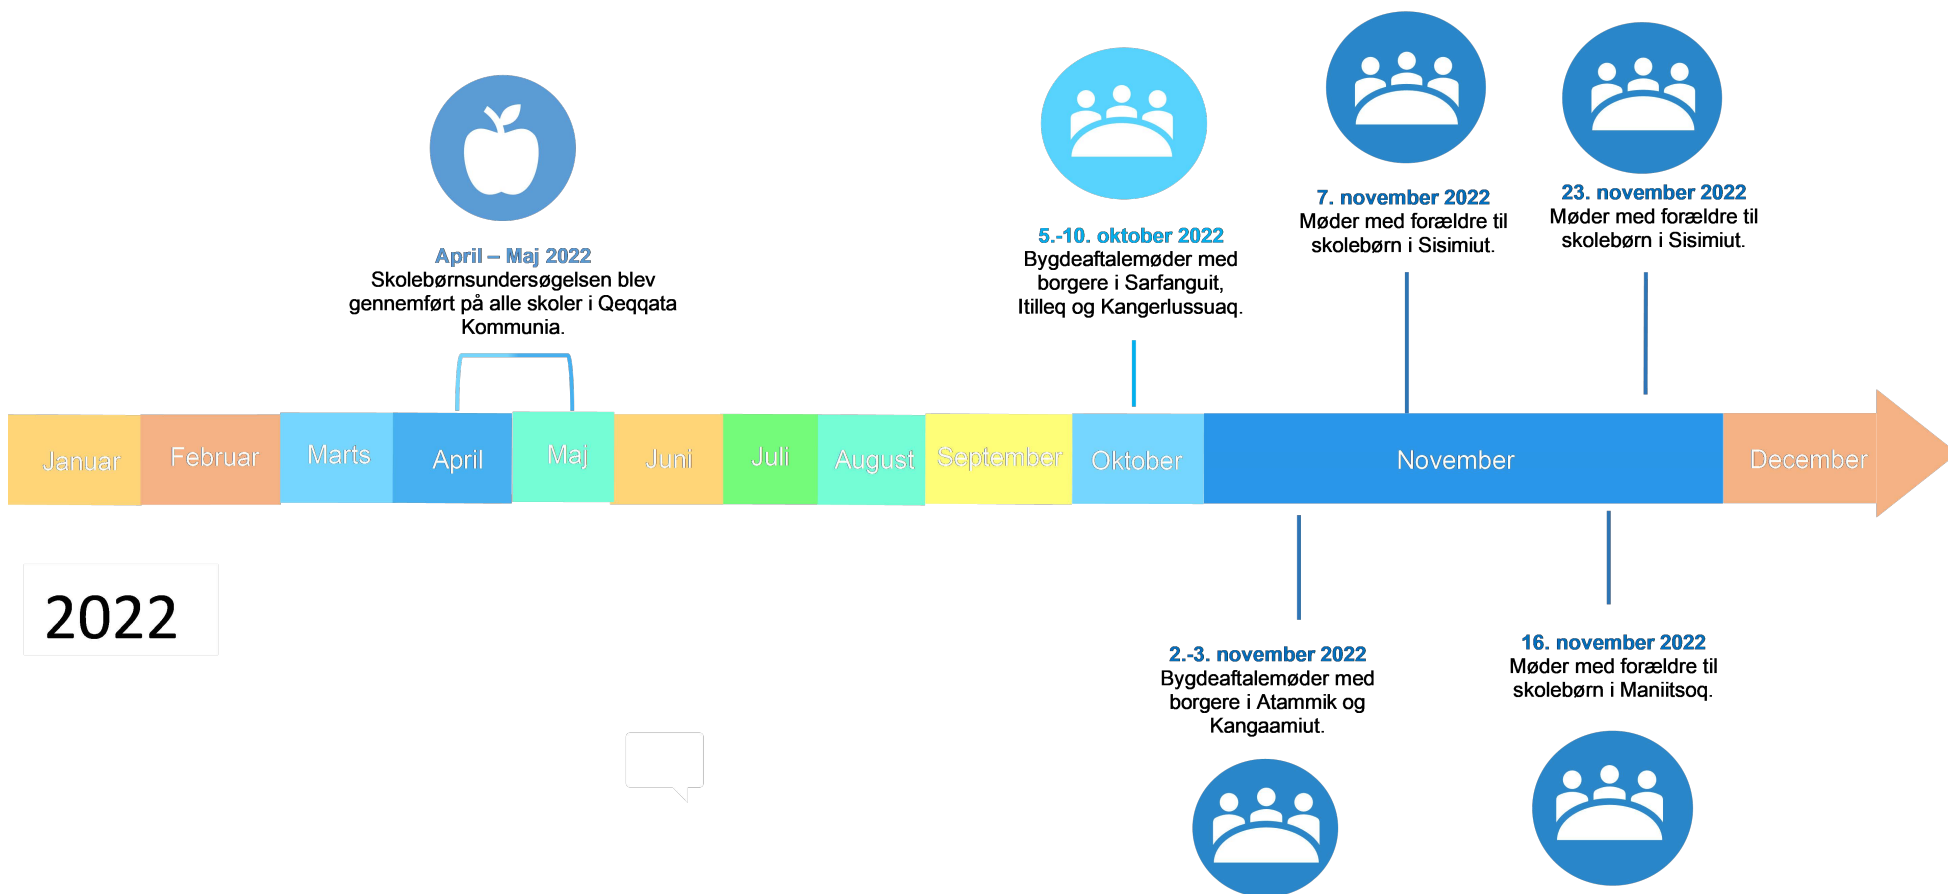 April – Maj 2022
Skolebørnsundersøgelsen blev
gennemført på alle skoler i Qeqqata
Kommunia.
5.-10. oktober 2022
Bygdeaftalemøder med
borgere i Sarfanguit,
Itilleq og Kangerlussuaq.
7. november 2022
Møder med forældre til
skolebørn i Sisimiut.
23. november 2022
Møder med forældre til
skolebørn i Sisimiut.
Januar
Februar
Marts
April
Maj
Juni
Juli
August
September
Oktober
November
December
2022
2.-3. november 2022
Bygdeaftalemøder med
borgere i Atammik og
Kangaamiut.
16. november 2022
Møder med forældre til
skolebørn i Maniitsoq.